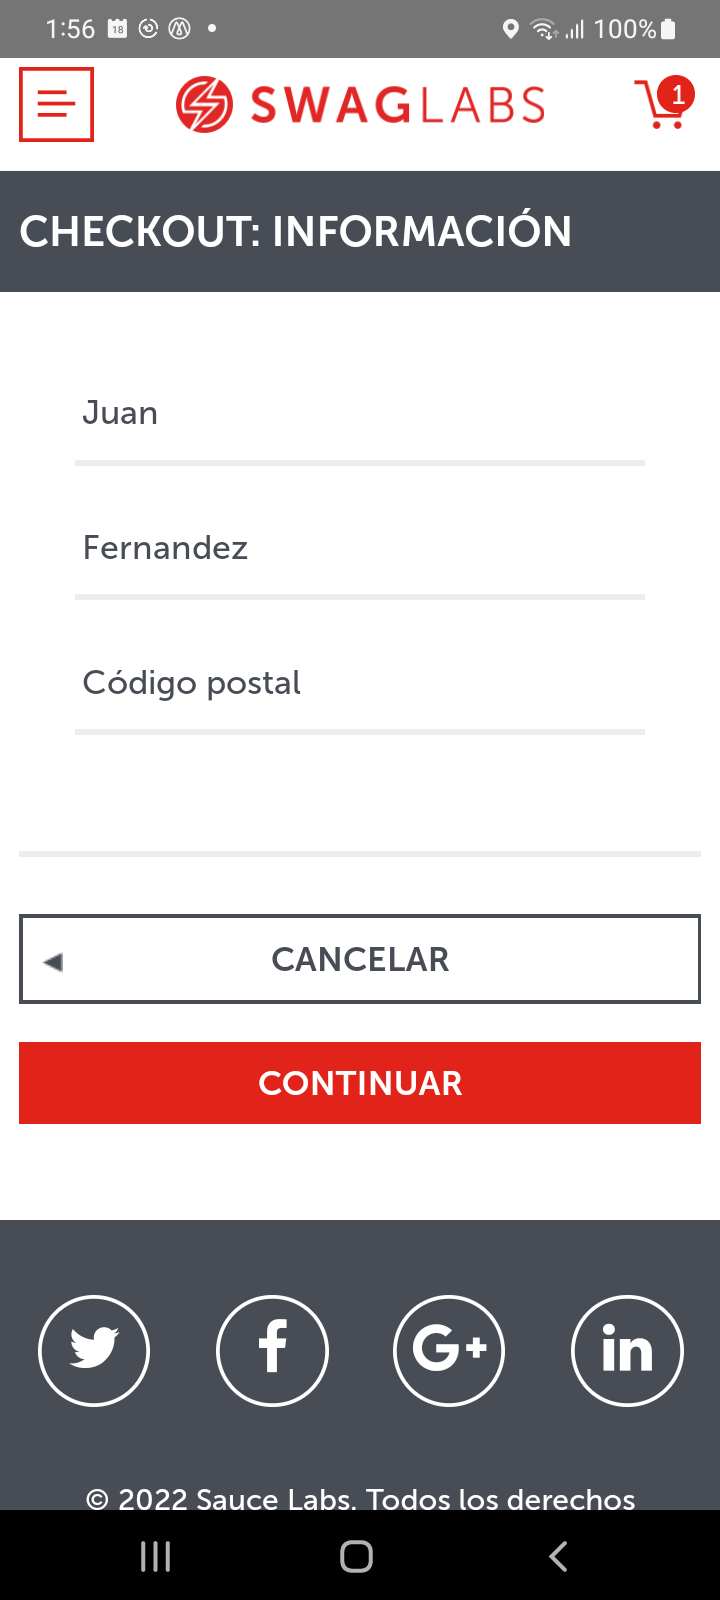 1:56 18 100%
SWAGLABS 1
CHECKOUT: INFORMACIÓN
Juan
Fernandez
Código postal
CANCELAR
CONTINUAR
f G+ in
© 2022 Sauce Labs. Todos los derechos